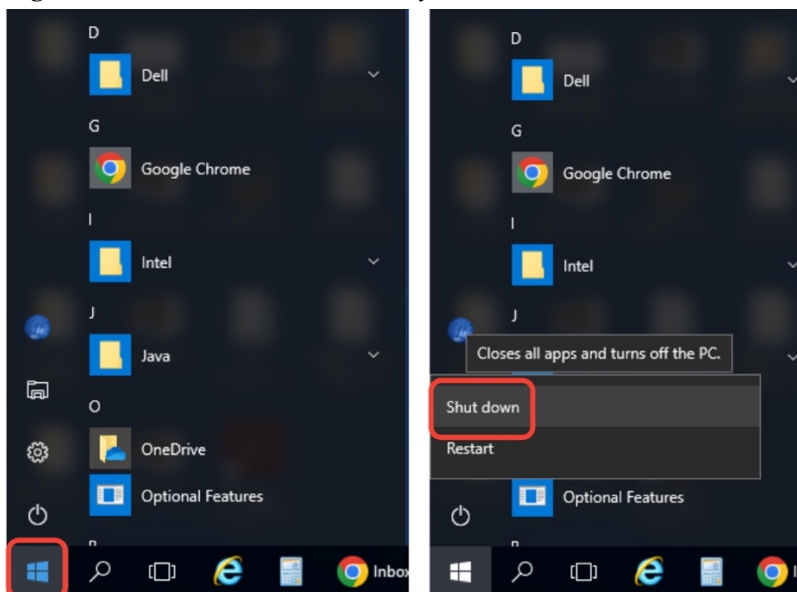 D
Dell
G
Google Chrome
I
Intel
J
Java
O
OneDrive
Optional Features
Inbox
D
Dell
G
Google Chrome
I
Intel
J
Closes all apps and turns off the PC.
Shut down
Restart
Optional Features